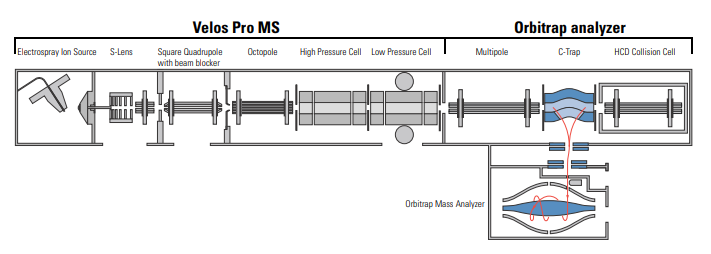 Velos Pro MS
Orbitrap analyzer
Electrospray Ion Source
S-Lens
Square Quadrupole
with beam blocker
Octopole
High Pressure Cell
Low Pressure Cell
Multipole
C-Trap
HCD Collision Cell
Orbitrap Mass Analyzer